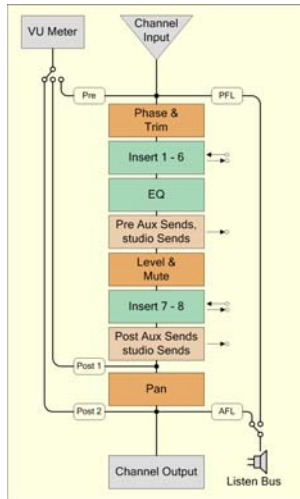 VU Meter
Channel
Input
Pre
PFL
Phase &
Trim
Insert 1 - 6
EQ
Pre Aux Sends,
studio Sends
Level &
Mute
Insert 7 - 8
Post Aux Sends
studio Sends
Post 1
Pan
Post 2
AFL
Channel Output
Listen Bus